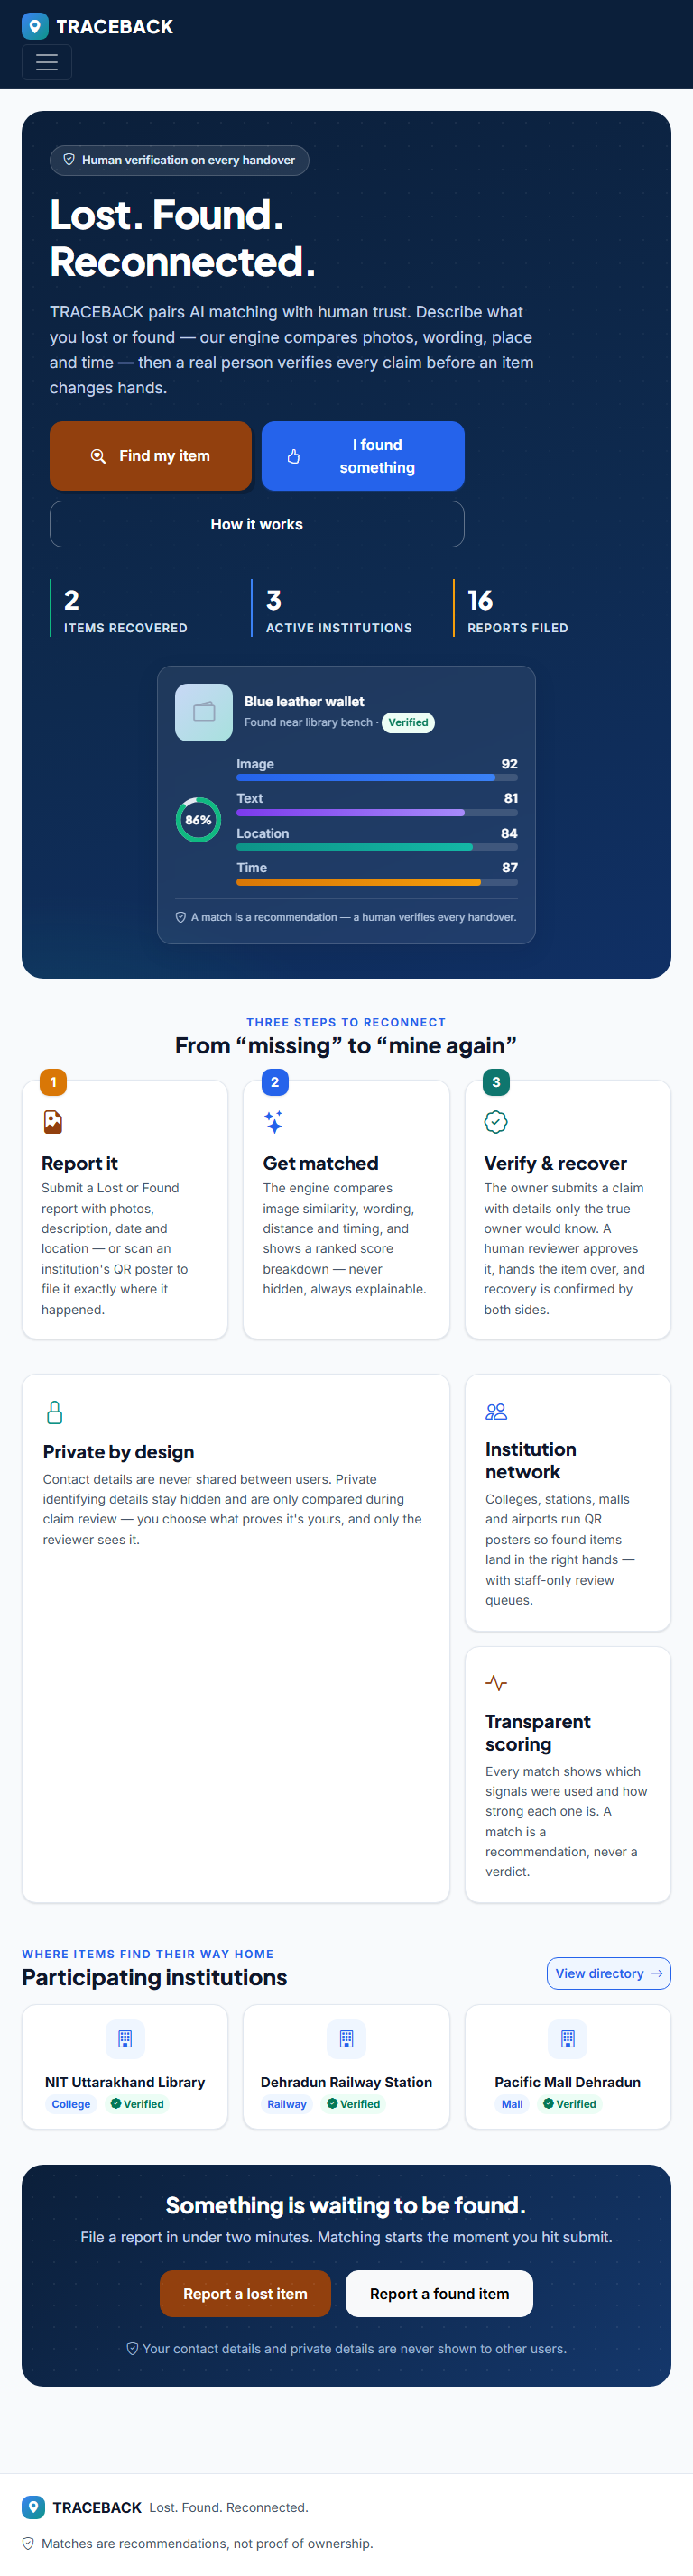 TRACEBACK
Human verification on every handover
Lost. Found.
Reconnected.
TRACEBACK pairs AI matching with human trust. Describe what
you lost or found — our engine compares photos, wording, place
and time — then a real person verifies every claim before an item
changes hands.
Find my item
I found
something
How it works
2
ITEMS RECOVERED
3
ACTIVE INSTITUTIONS
16
REPORTS FILED
Blue leather wallet
Found near library bench · Verified
86%
Image 92
Text 81
Location 84
Time 87
A match is a recommendation — a human verifies every handover.
THREE STEPS TO RECONNECT
From “missing” to “mine again”
1
Report it
Submit a Lost or Found
report with photos,
description, date and
location — or scan an
institution's QR poster to
file it exactly where it
happened.
2
Get matched
The engine compares
image similarity, wording,
distance and timing, and
shows a ranked score
breakdown — never
hidden, always explainable.
3
Verify & recover
The owner submits a claim
with details only the true
owner would know. A
human reviewer approves
it, hands the item over, and
recovery is confirmed by
both sides.
Private by design
Contact details are never shared between users. Private
identifying details stay hidden and are only compared during
claim review — you choose what proves it's yours, and only the
reviewer sees it.
Institution
network
Colleges, stations, malls
and airports run QR
posters so found items
land in the right hands —
with staff-only review
queues.
Transparent
scoring
Every match shows which
signals were used and how
strong each one is. A
match is a
recommendation, never a
verdict.
WHERE ITEMS FIND THEIR WAY HOME
Participating institutions
View directory →
NIT Uttarakhand Library
College Verified
Dehradun Railway Station
Railway Verified
Pacific Mall Dehradun
Mall Verified
Something is waiting to be found.
File a report in under two minutes. Matching starts the moment you hit submit.
Report a lost item
Report a found item
Your contact details and private details are never shown to other users.
TRACEBACK Lost. Found. Reconnected.
Matches are recommendations, not proof of ownership.